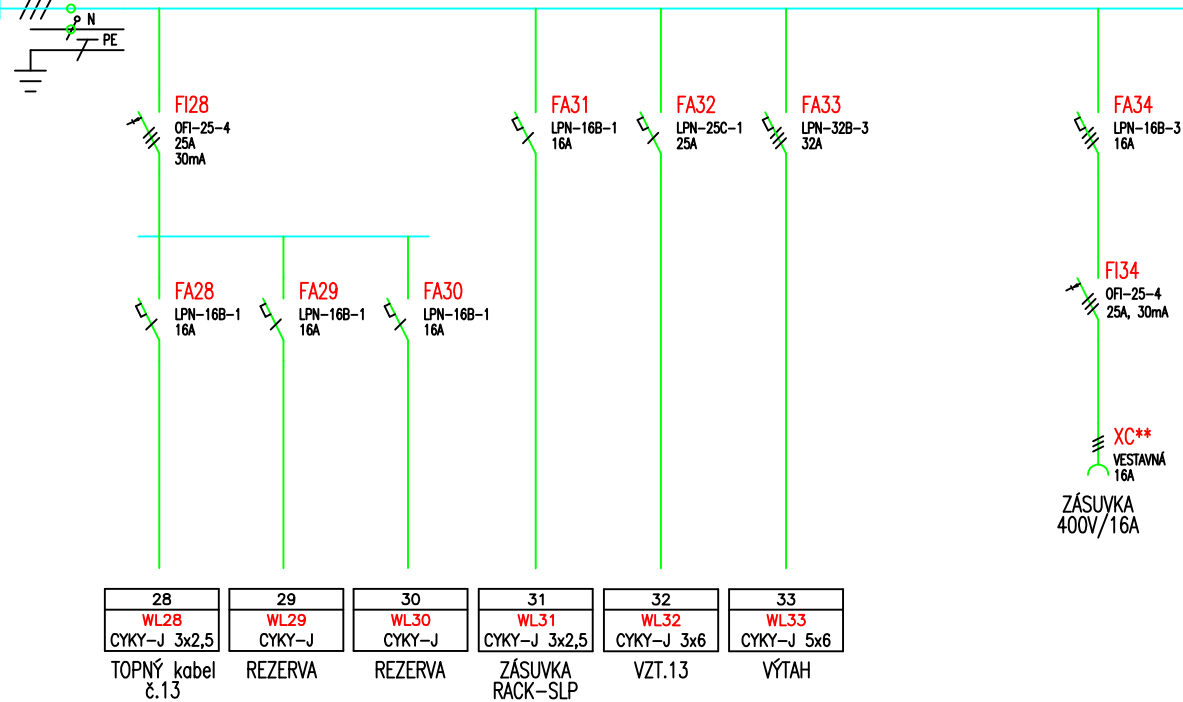 N
PE
FI28
OFI-25-4
25A
30mA
FA31
LPN-16B-1
16A
FA32
LPN-25C-1
25A
FA33
LPN-32B-3
32A
FA34
LPN-16B-3
16A
FI34
OFI-25-4
25A, 30mA
FA28
LPN-16B-1
16A
FA29
LPN-16B-1
16A
FA30
LPN-16B-1
16A
XC**
VESTAVNÁ
16A
ZÁSUVKA
400V/16A
28
WL28
CYKY-J 3x2,5
TOPNÝ kabel
č.13
29
WL29
CYKY-J
REZERVA
30
WL30
CYKY-J
REZERVA
31
WL31
CYKY-J 3x2,5
ZÁSUVKA
RACK-SLP
32
WL32
CYKY-J 3x6
VZT.13
33
WL33
CYKY-J 5x6
VÝTAH